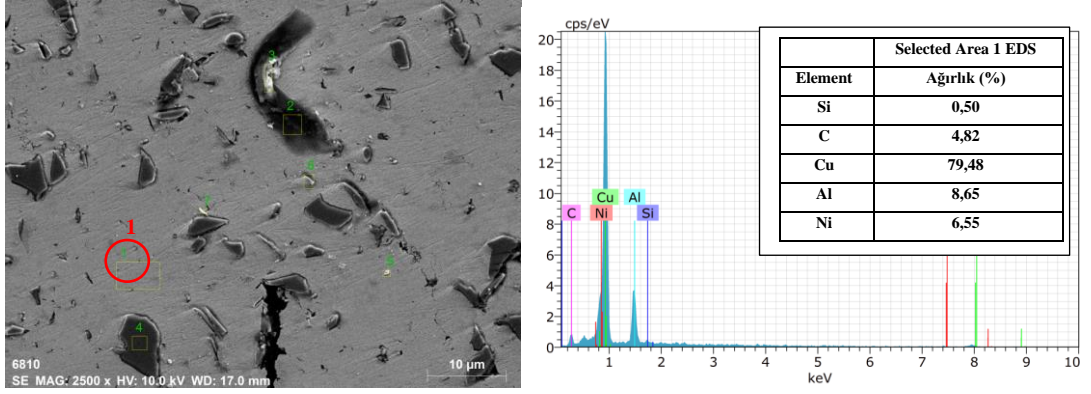 3
2
6
7
1
5
4
6810
SE MAG: 2500 x HV: 10.0 kV WD: 17.0 mm
10 µm
cps/eV
20
18
16
14
12
10
8
6
4
2
0
Cu Al
C Ni Si
1 2 3 4 5 6 7 8 9 10
keV
Selected Area 1 EDS
Element Ağırlık (%)
Si 0,50
C 4,82
Cu 79,48
Al 8,65
Ni 6,55